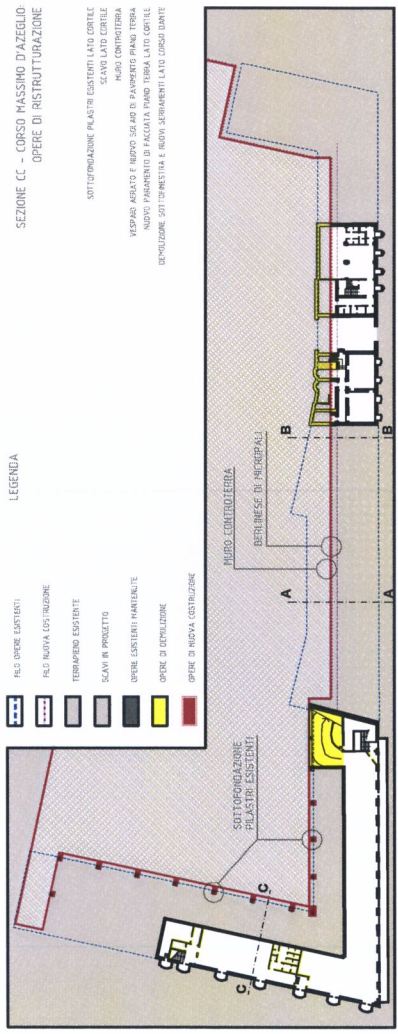 SEZIONE CC - CORSO MASSIMO D'AZEGLIO:
OPERE DI RISTRUTTURAZIONE
SOTTOFONDAZIONE PILASTRI ESISTENTI LATO CORTILE
SCAVO LATO CORTILE
MURO CONTROTERRA
VESPAIO AERATO E NUOVO SOLAIO DI PAVIMENTO PIANO TERRA
NUOVO PARAMENTO DI FACCIATA PIANO TERRA LATO CORTILE
DEMOLIZIONE SOTTOFINESTRA E NUOVI SERRAMENTI LATO CORSO DANTE
LEGENDA
FILO OPERE ESISTENTI
FILO NUOVA COSTRUZIONE
TERRAPIENO ESISTENTE
SCAVI IN PROGETTO
OPERE ESISTENTI MANTENUTE
OPERE DI DEMOLIZIONE
OPERE DI NUOVA COSTRUZIONE
MURO CONTROTERRA
BERLINESE DI MICROPALI
SOTTOFONDAZIONE
PILASTRI ESISTENTI
A
A
B
B
C
C